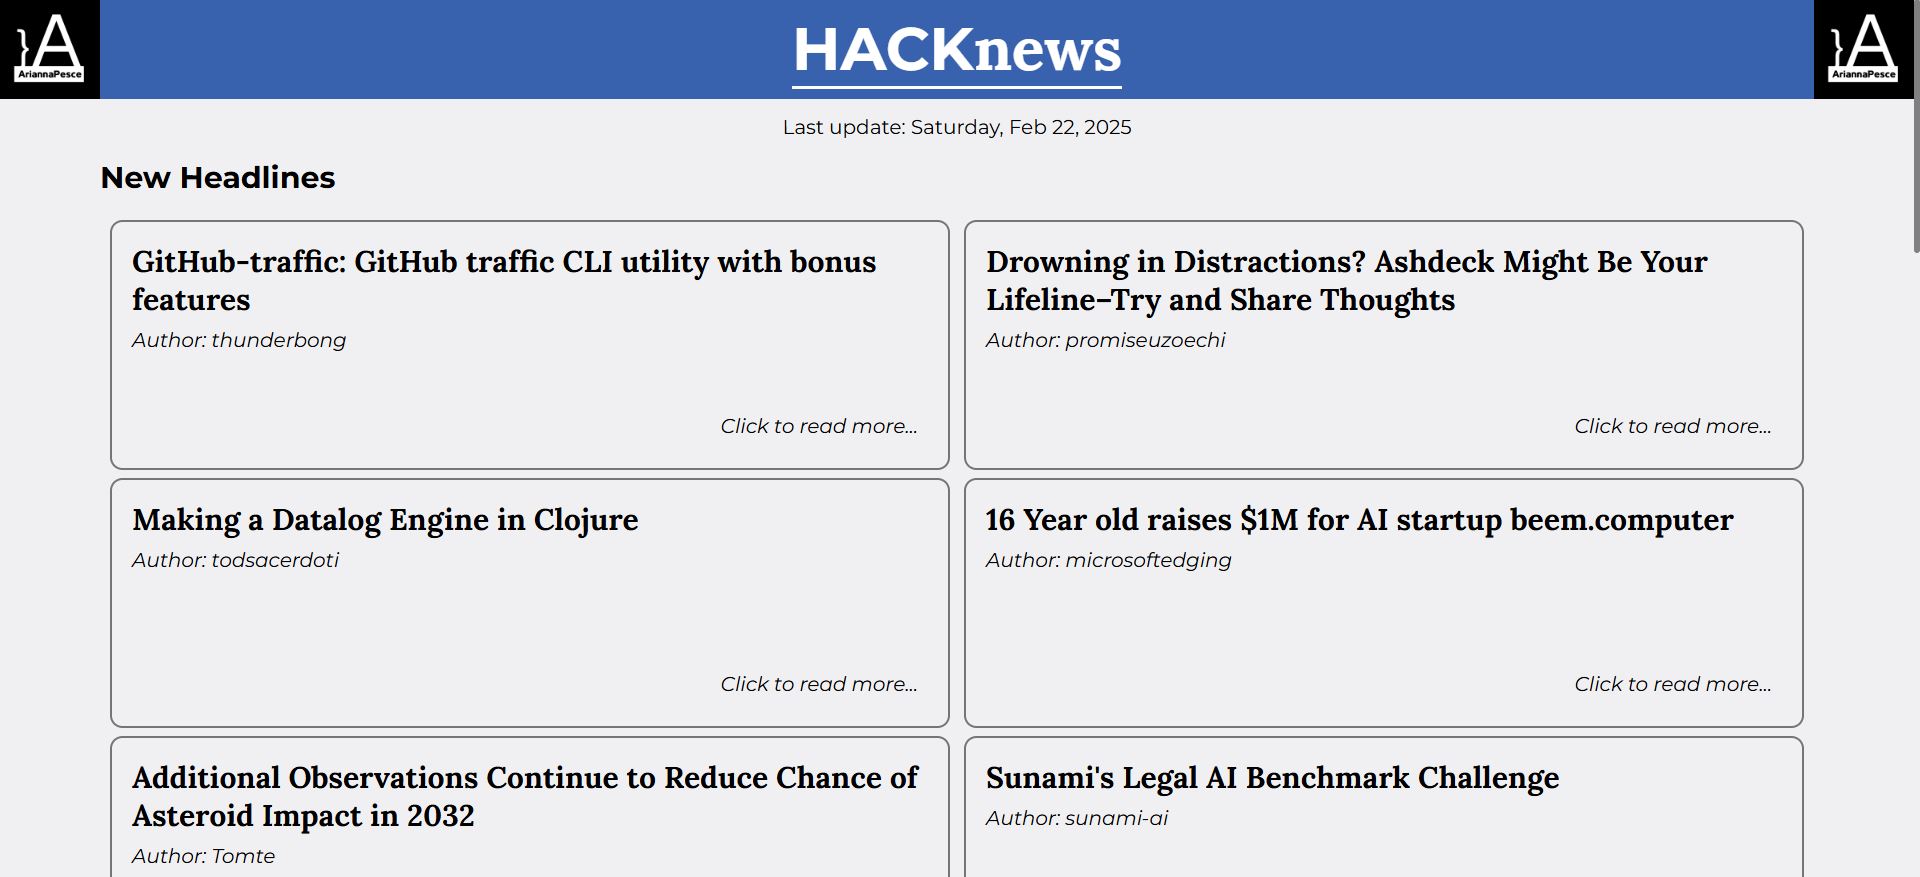 }A
AriannaPesce
HACKnews
}A
AriannaPesce
Last update: Saturday, Feb 22, 2025
New Headlines
GitHub-traffic: GitHub traffic CLI utility with bonus
features
Author: thunderbong
Click to read more...
Drowning in Distractions? Ashdeck Might Be Your
Lifeline–Try and Share Thoughts
Author: promiseuzoechi
Click to read more...
Making a Datalog Engine in Clojure
Author: todsacerdoti
Click to read more...
16 Year old raises $1M for AI startup beem.computer
Author: microsoftedging
Click to read more...
Additional Observations Continue to Reduce Chance of
Asteroid Impact in 2032
Author: Tomte
Sunami's Legal AI Benchmark Challenge
Author: sunami-ai